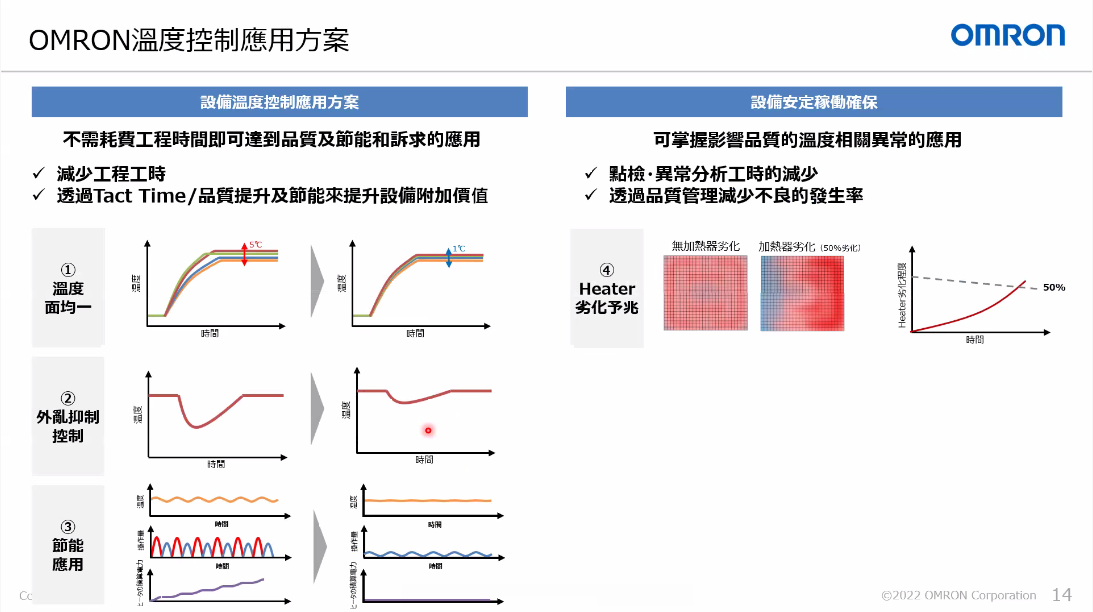 OMRON溫度控制應用方案
OMRON
設備溫度控制應用方案
不需耗費工程時間即可達到品質及節能和訴求的應用
✓ 減少工程工時
✓ 透過Tact Time/品質提升及節能來提升設備附加價值
①
溫度
面均一
溫度
5℃
時間
溫度
1℃
時間
②
外亂抑制
控制
溫度
時間
溫度
時間
③
節能
應用
溫度
時間
操作量
時間
ヒータの積算電力
溫度
時間
操作量
時間
ヒータの積算電力
設備安定稼働確保
可掌握影響品質的溫度相關異常的應用
✓ 點檢･異常分析工時的減少
✓ 透過品質管理減少不良的發生率
④
Heater
劣化予兆
無加熱器劣化
加熱器劣化（50%劣化）
Heater劣化程度
50%
時間
Co
©2022 OMRON Corporation
14